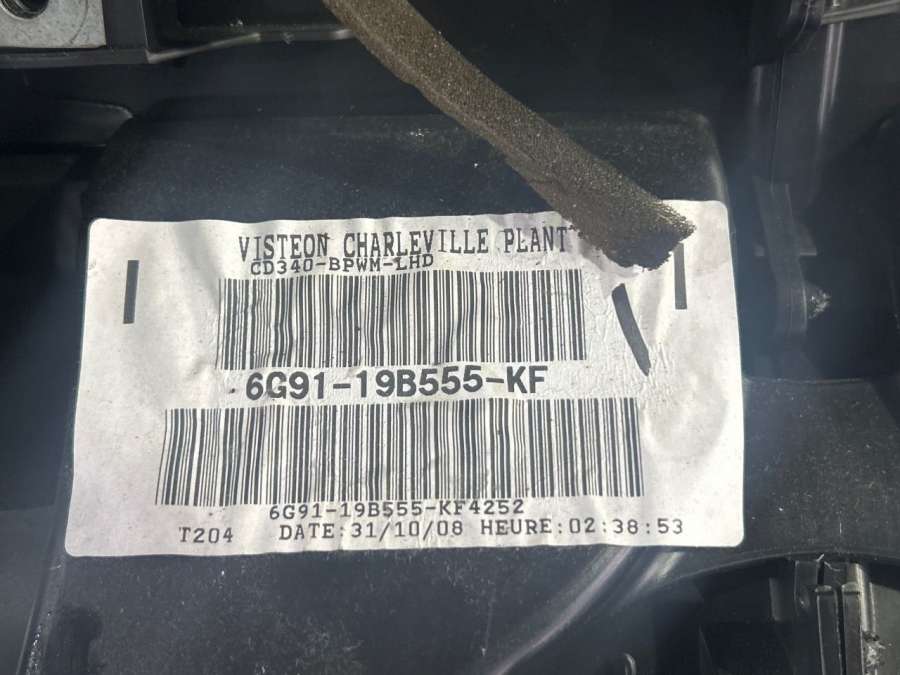 VISTEON CHARLEVILLE PLANT
CD340-BPWM-LHD
6G91-19B555-KF
6G91-19B555-KF4252
T204 DATE:31/10/08 HEURE:02:38:53